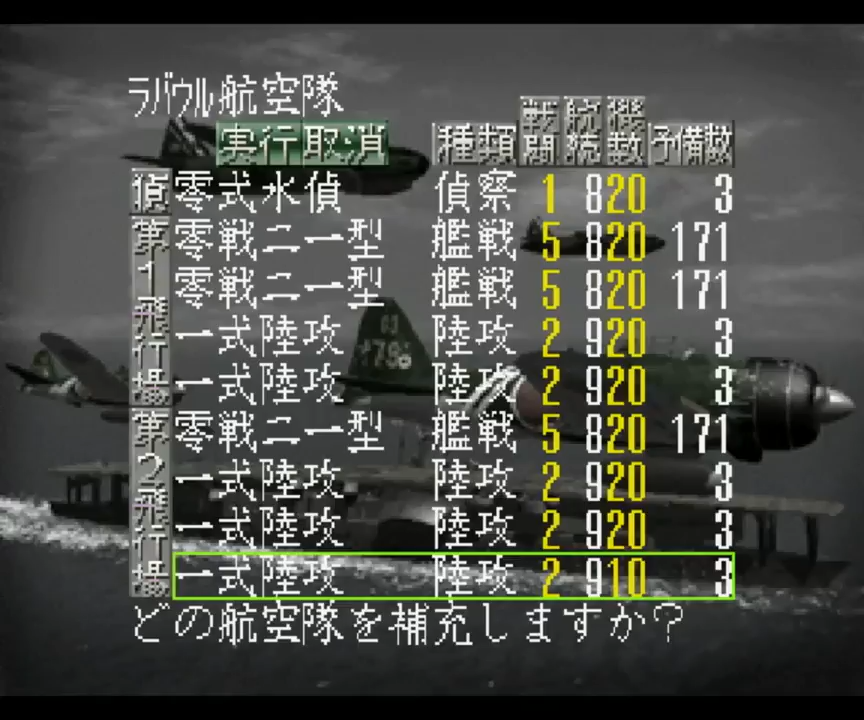 ラバウル航空隊
実行 取消 種類 戦闘 航続 機数 予備数
偵 零式水偵 偵察 1 8 20 3
第1飛行場 零戦二一型 艦戦 5 8 20 171
零戦二一型 艦戦 5 8 20 171
一式陸攻 陸攻 2 9 20 3
一式陸攻 陸攻 2 9 20 3
第2飛行場 零戦二一型 艦戦 5 8 20 171
一式陸攻 陸攻 2 9 20 3
一式陸攻 陸攻 2 9 20 3
一式陸攻 陸攻 2 9 10 3
どの航空隊を補充しますか?